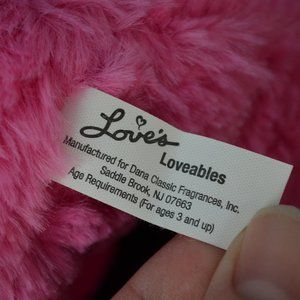 Love's
Loveables
Manufactured for Dana Classic Fragrances, Inc.
Saddle Brook, NJ 07663
Age Requirements (For ages 3 and up)